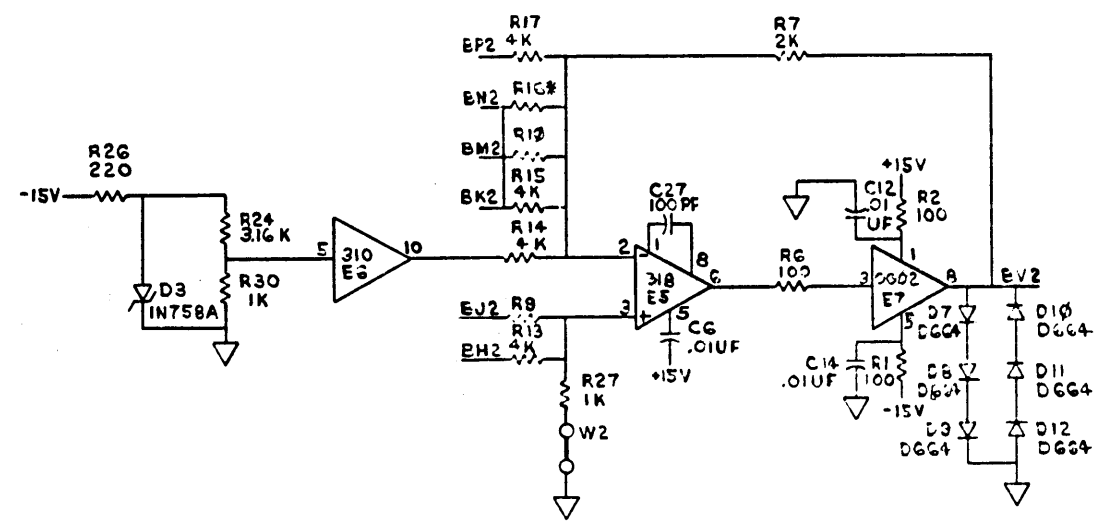 R17
4K
EP2
R7
2K
EN2
R16*
BM2
R10
R15
4K
BK2
R26
220
-15V
R24
3.16K
R30
1K
D3
1N758A
5
310
E6
10
R14
4K
C27
100PF
2
-
1
8
318
E5
6
3
+
5
C6
.01UF
+15V
EJ2
R13
4K
BH2
R27
1K
W2
R6
100
+15V
C12
.01
UF
R2
100
1
3
E7
8
5
EV2
C14
.01UF
R1
100
-15V
D7
D664
D8
D664
D10
D664
D11
D664
D12
D664